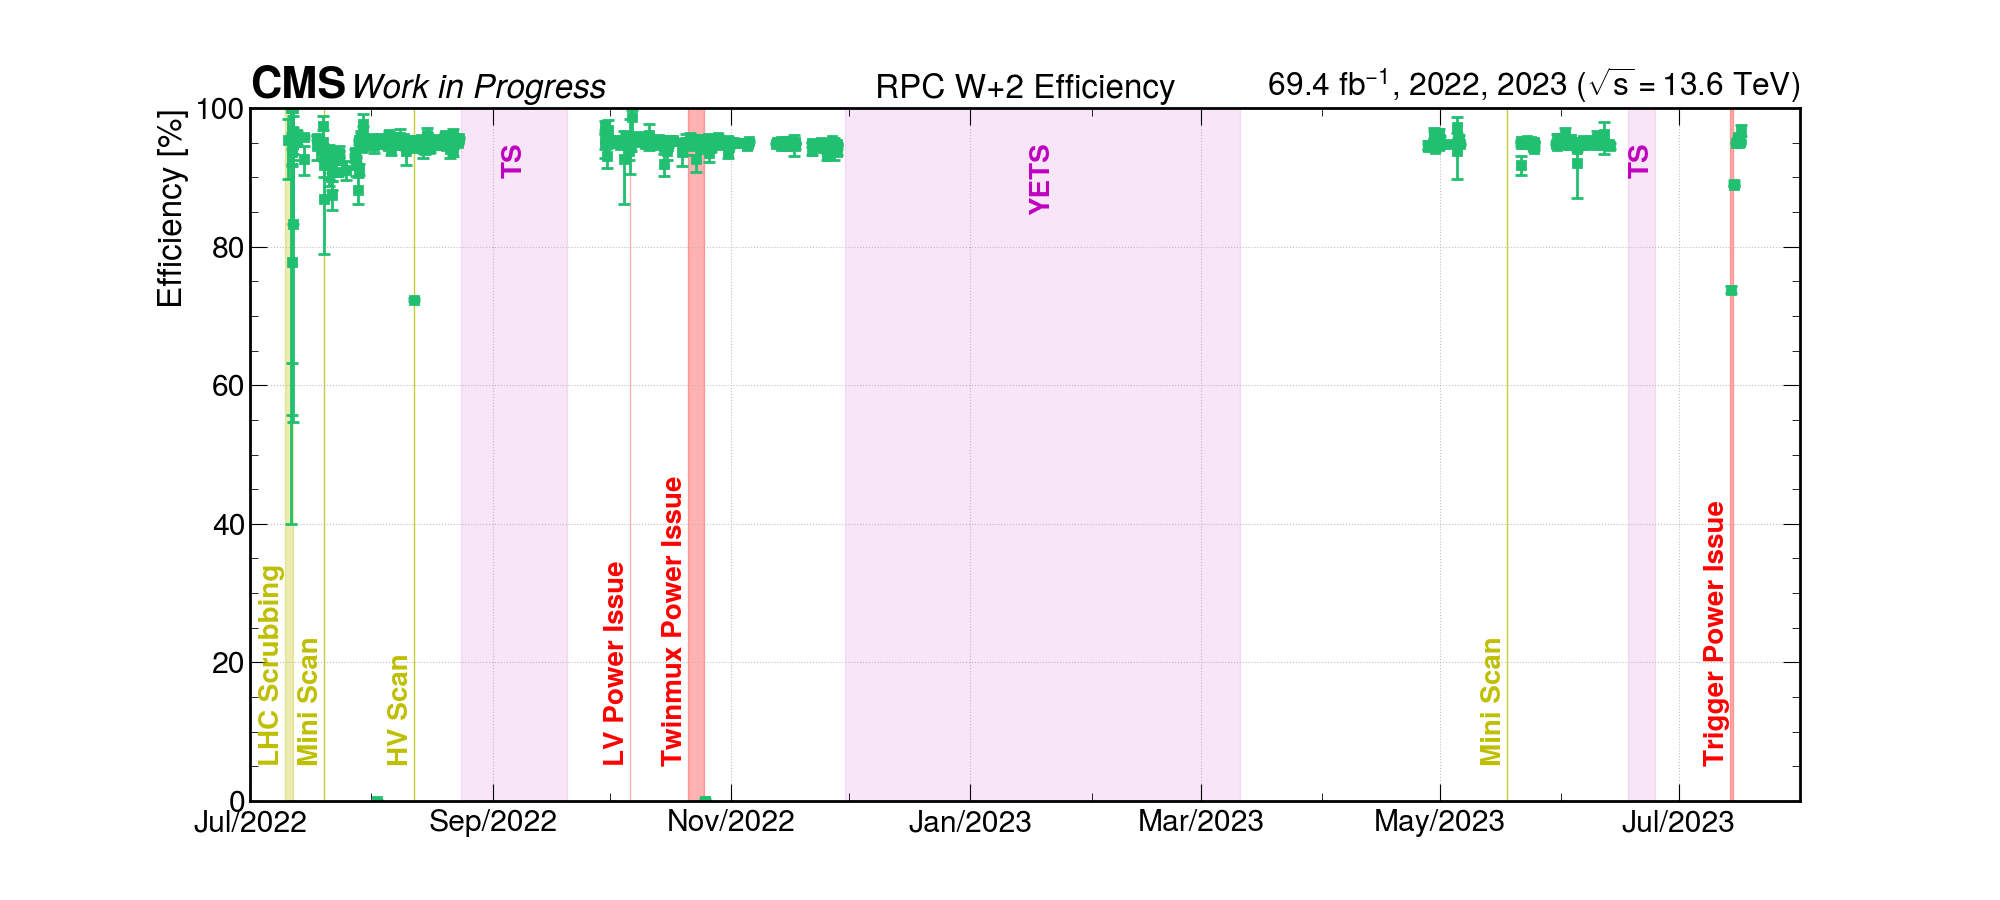 CMS Work in Progress RPC W+2 Efficiency 69.4 fb⁻¹, 2022, 2023 (√s = 13.6 TeV)
Efficiency [%]
100
80
60
40
20
0
LHC Scrubbing
Mini Scan
HV Scan
TS
LV Power Issue
Twinmux Power Issue
YETS
Mini Scan
TS
Trigger Power Issue
Jul/2022 Sep/2022 Nov/2022 Jan/2023 Mar/2023 May/2023 Jul/2023